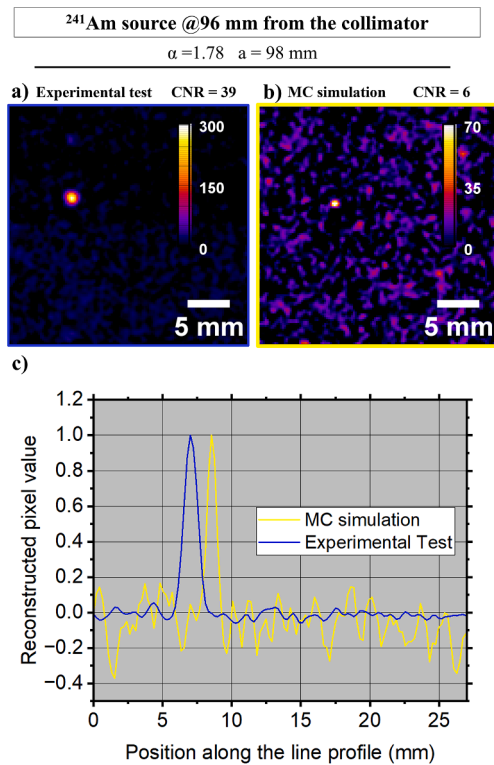 ²⁴¹Am source @96 mm from the collimator
α =1.78 a = 98 mm
a) Experimental test CNR = 39
b) MC simulation CNR = 6
300
150
0
5 mm
70
35
0
5 mm
c)
Reconstructed pixel value
1.2
1.0
0.8
0.6
0.4
0.2
0.0
−0.2
−0.4
MC simulation
Experimental Test
0 5 10 15 20 25
Position along the line profile (mm)